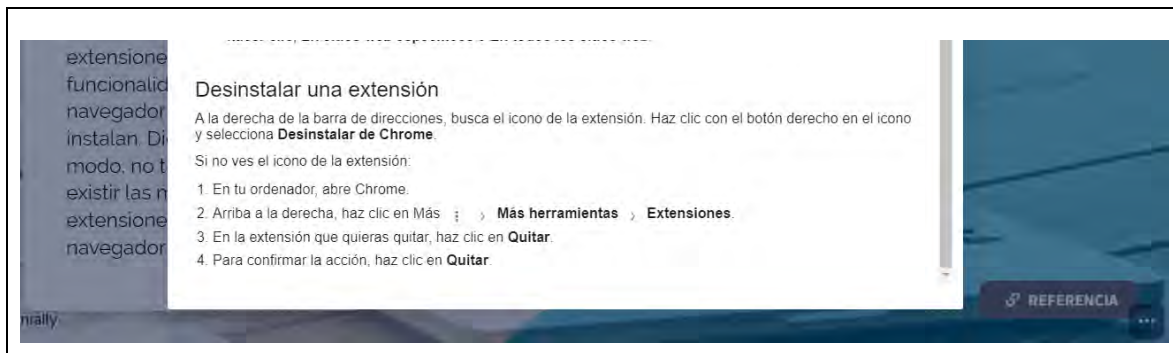 extensione
funcionalid
navegador
instalan. Di
modo, no t
existir las m
extensione
navegador
Desinstalar una extensión
A la derecha de la barra de direcciones, busca el icono de la extensión. Haz clic con el botón derecho en el icono
y selecciona Desinstalar de Chrome.
Si no ves el icono de la extensión:
1. En tu ordenador, abre Chrome.
2. Arriba a la derecha, haz clic en Más > Más herramientas > Extensiones.
3. En la extensión que quieras quitar, haz clic en Quitar.
4. Para confirmar la acción, haz clic en Quitar.
REFERENCIA
nially